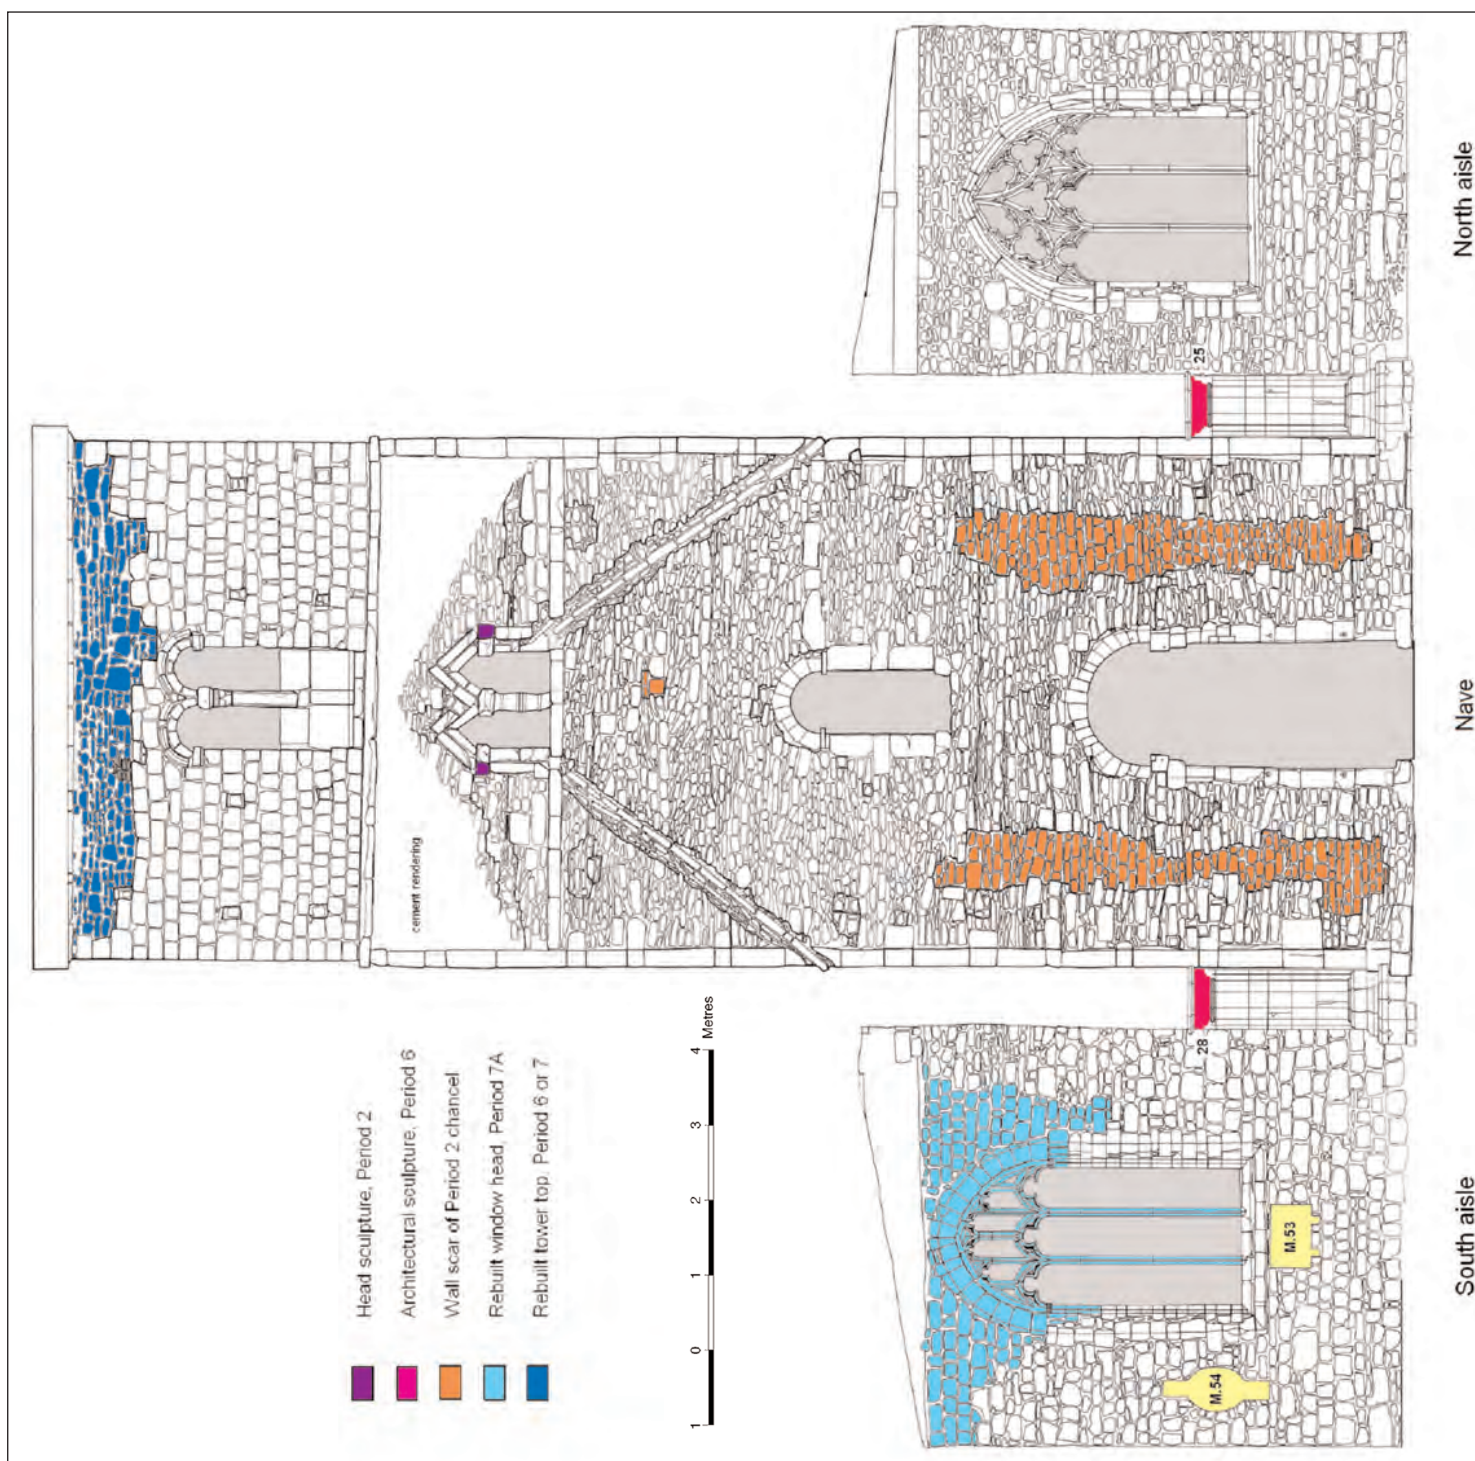 Head sculpture, Period 2
Architectural sculpture, Period 6
Wall scar of Period 2 chancel
Rebuilt window head, Period 7A
Rebuilt tower top, Period 6 or 7
1 0 1 2 3 4
Metres
cement rendering
28
25
M.54
M.53
South aisle
Nave
North aisle